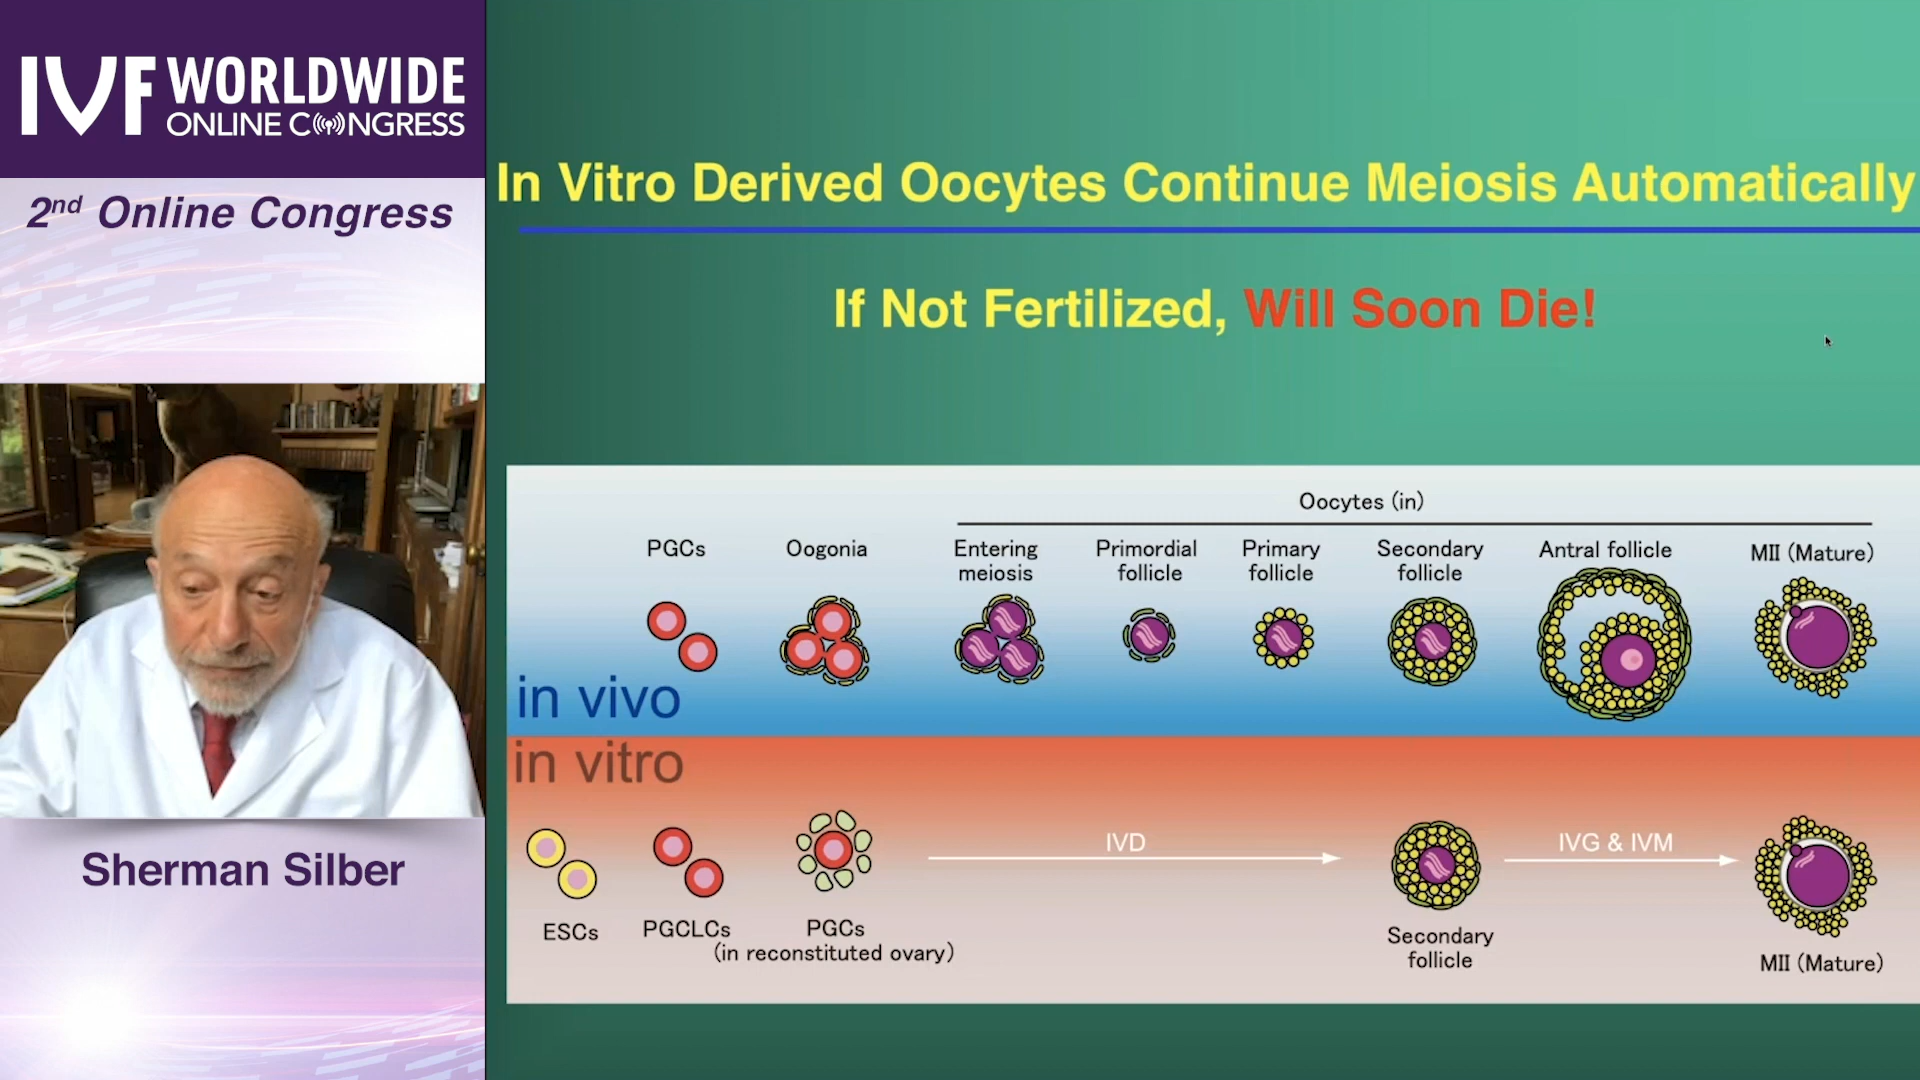 IVF WORLDWIDE
ONLINE CONGRESS
2nd Online Congress
Sherman Silber
In Vitro Derived Oocytes Continue Meiosis Automatically
If Not Fertilized, Will Soon Die!
Oocytes (in)
PGCs
Oogonia
Entering
meiosis
Primordial
follicle
Primary
follicle
Secondary
follicle
Antral follicle
MII (Mature)
in vivo
in vitro
IVD
IVG & IVM
ESCs
PGCLCs
PGCs
(in reconstituted ovary)
Secondary
follicle
MII (Mature)